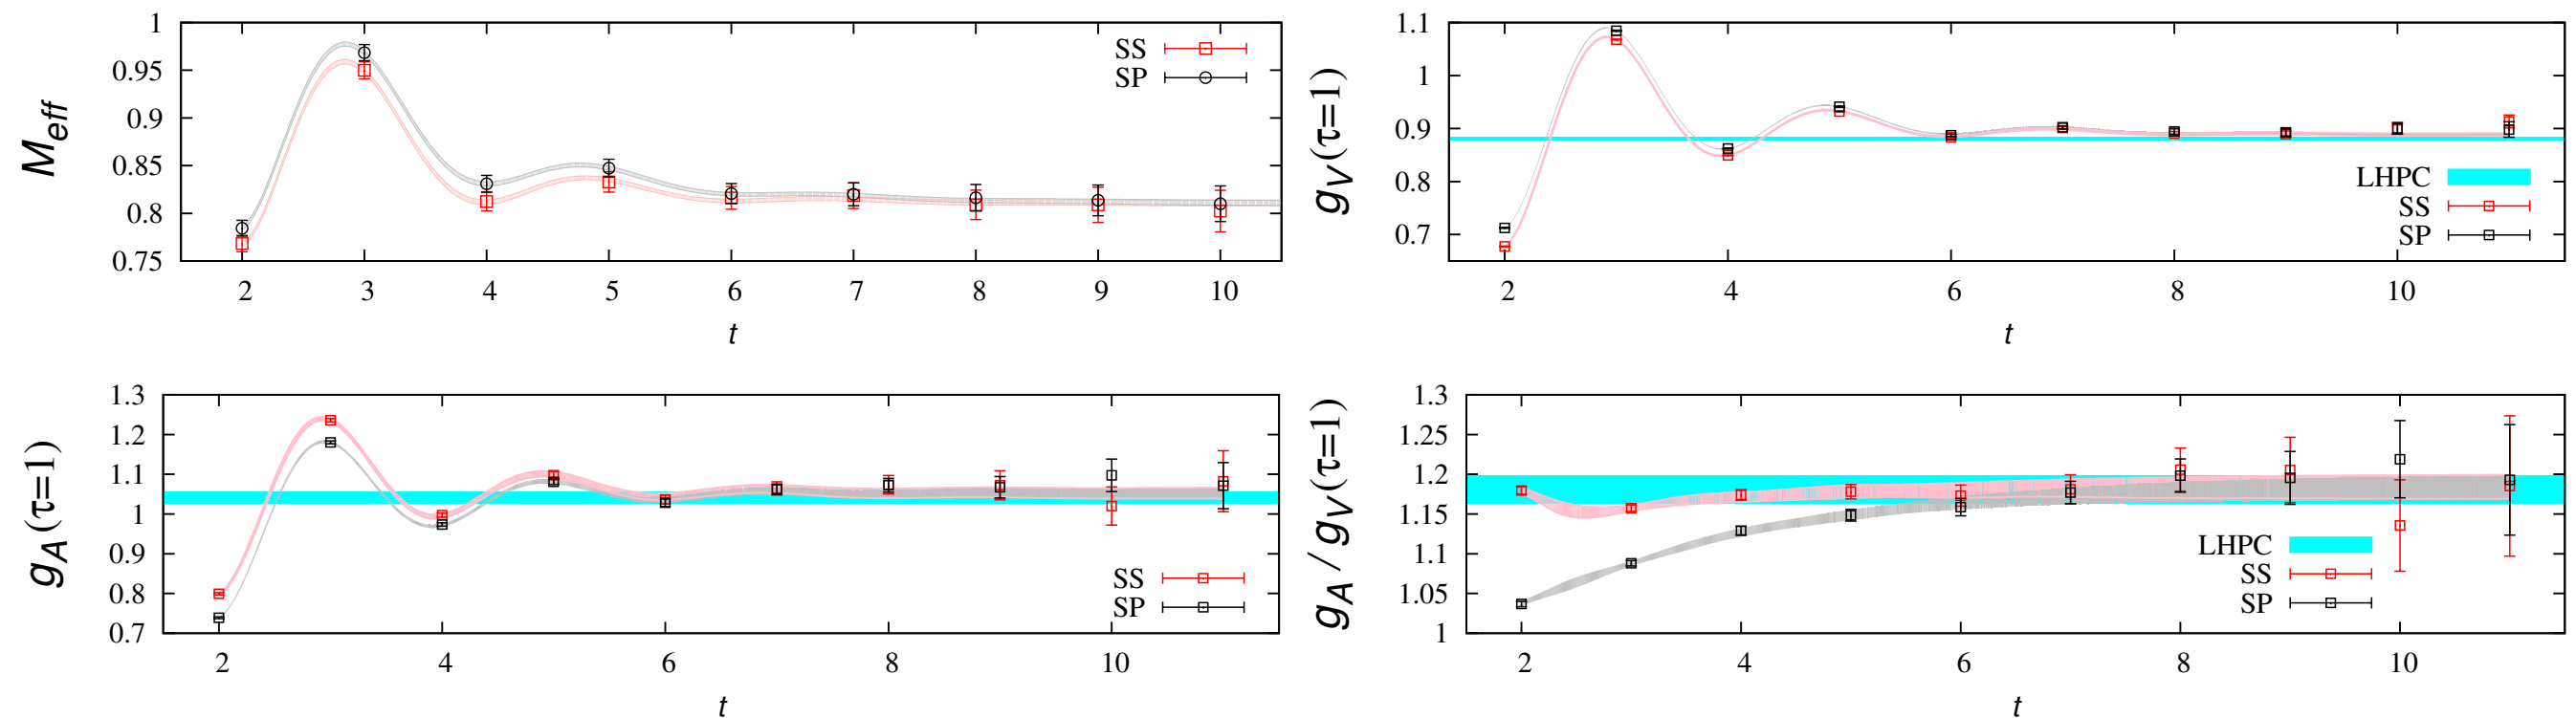 M_eff
1
0.95
0.9
0.85
0.8
0.75
2 3 4 5 6 7 8 9 10
t
SS
SP
g_V(τ=1)
1.1
1
0.9
0.8
0.7
2 4 6 8 10
t
LHPC
SS
SP
g_A(τ=1)
1.3
1.2
1.1
1
0.9
0.8
0.7
2 4 6 8 10
t
SS
SP
g_A / g_V(τ=1)
1.3
1.25
1.2
1.15
1.1
1.05
1
2 4 6 8 10
t
LHPC
SS
SP